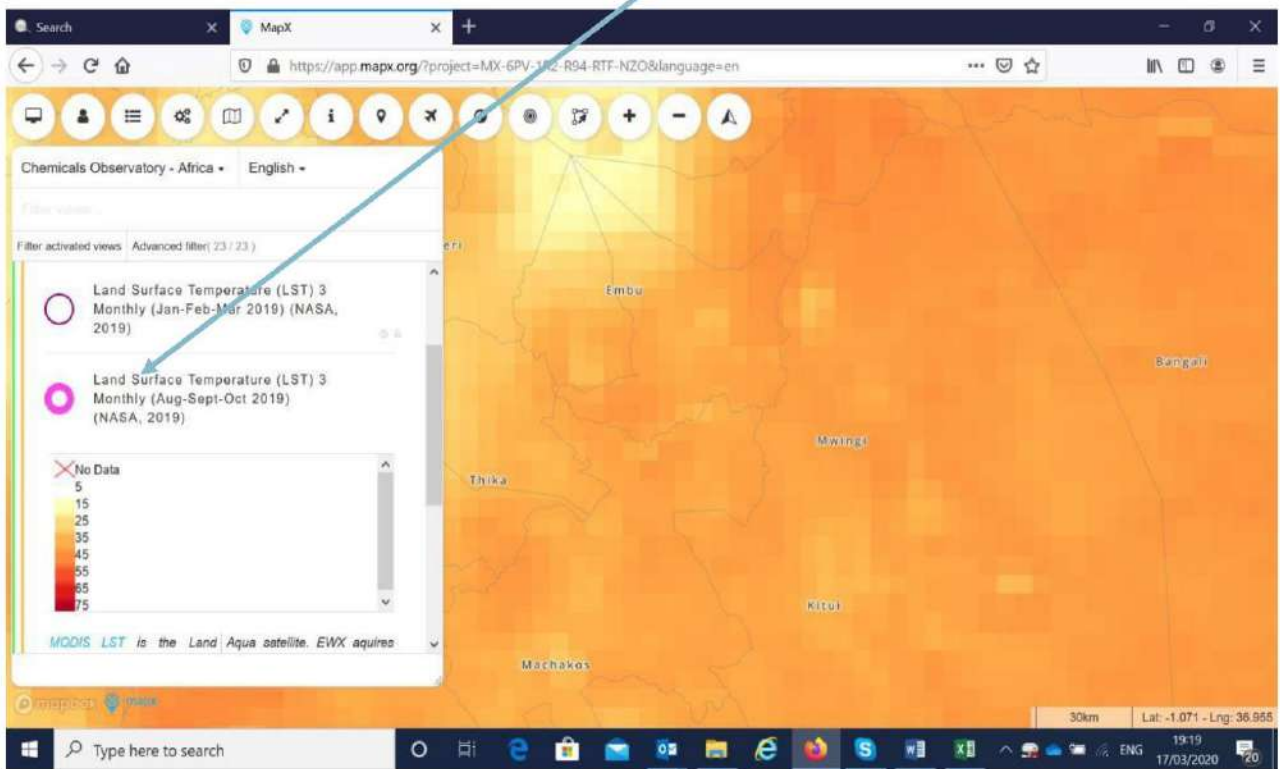 Search
MapX
https://app.mapx.org/?project=MX-6PV-1R2-R94-RTF-NZO&language=en
Chemicals Observatory - Africa
English
Filter activated views
Advanced filter( 23 / 23 )
Land Surface Temperature (LST) 3
Monthly (Jan-Feb-Mar 2019) (NASA,
2019)
Land Surface Temperature (LST) 3
Monthly (Aug-Sept-Oct 2019)
(NASA, 2019)
No Data
5
15
25
35
45
55
65
75
MODIS LST is the Land Aqua satellite. EWX aquires
eri
Embu
Bangali
Mwingi
Thika
Kitui
Machakos
mapbox mapx
30km
Lat: -1.071 - Lng: 36.955
Type here to search
ENG
19:19
17/03/2020
20